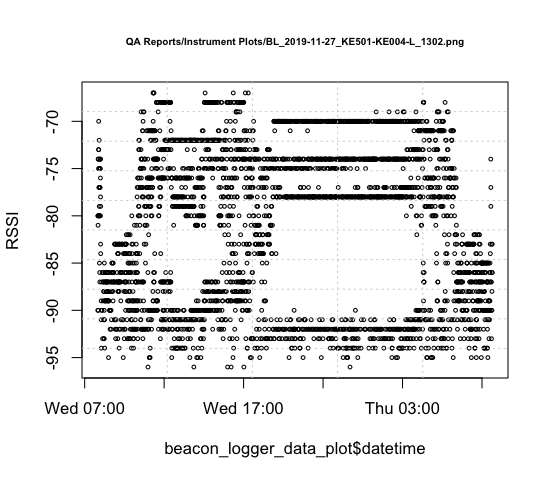 QA Reports/Instrument Plots/BL_2019-11-27_KE501-KE004-L_1302.png
RSSI
-70
-75
-80
-85
-90
-95
Wed 07:00
Wed 17:00
Thu 03:00
beacon_logger_data_plot$datetime